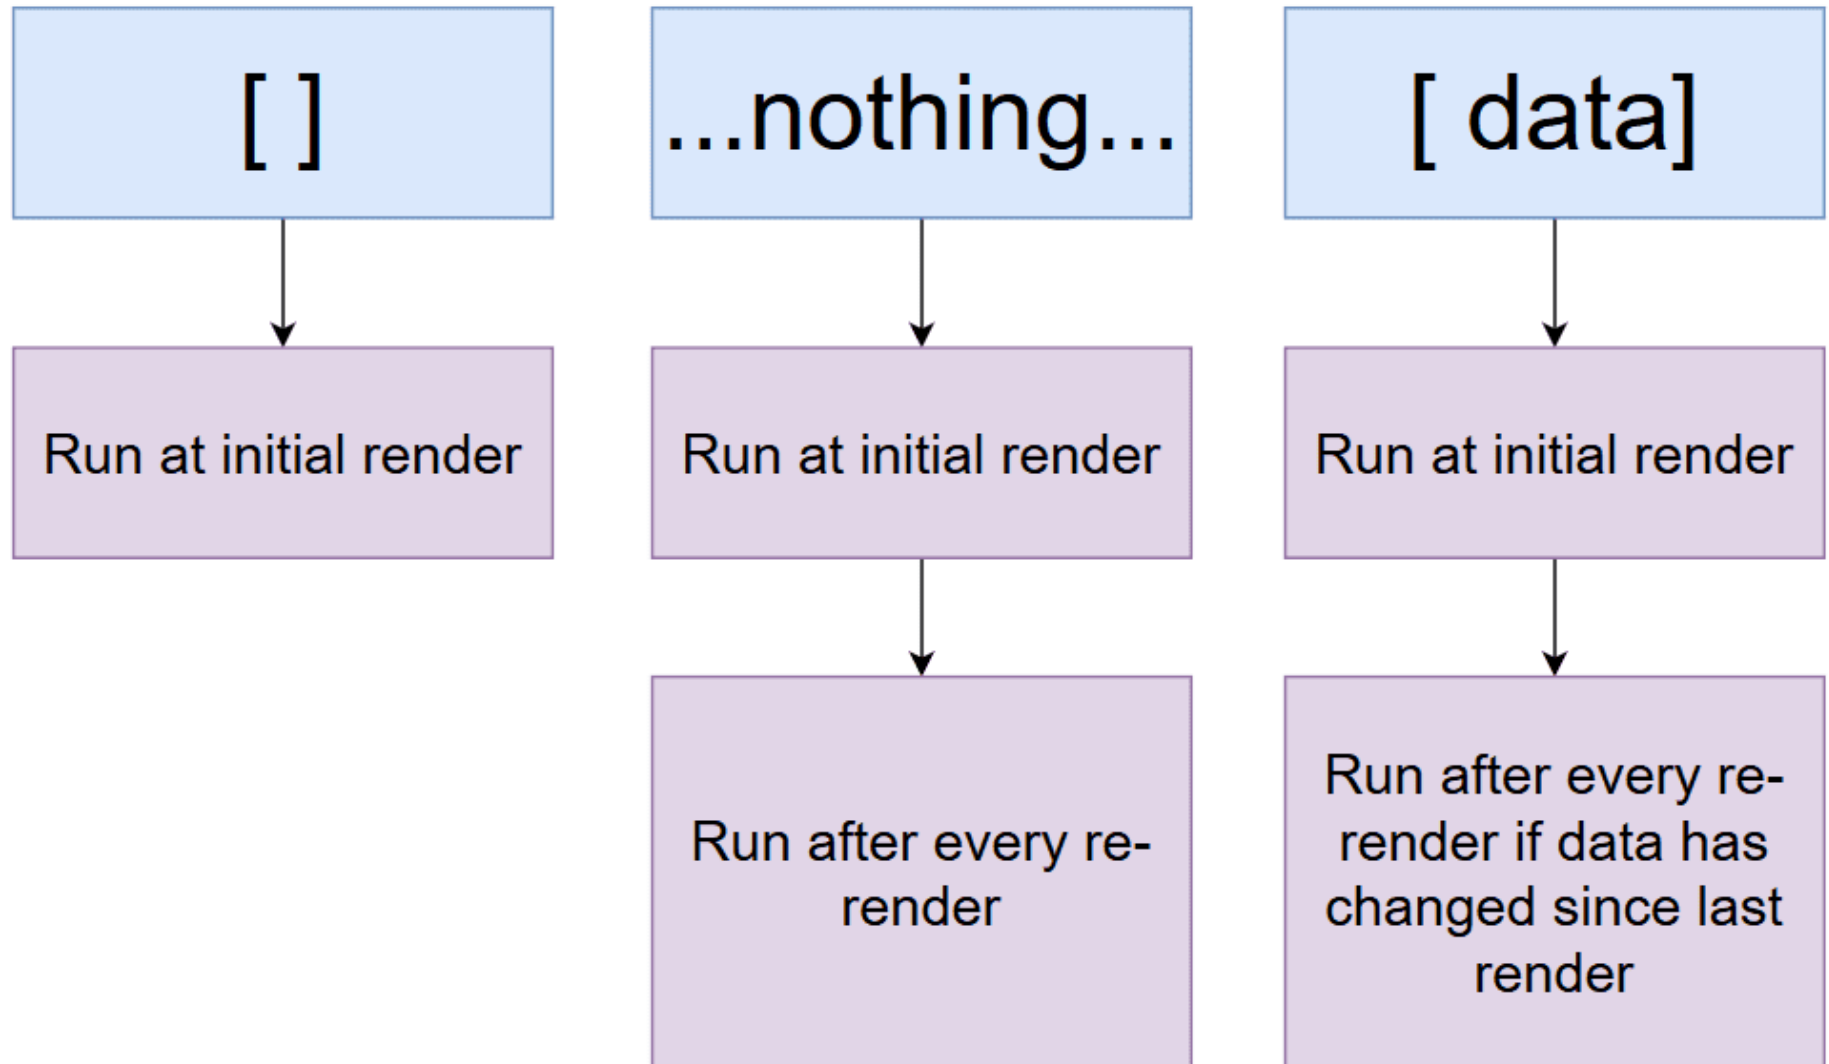 [ ]
...nothing...
[ data]
Run at initial render
Run at initial render
Run at initial render
Run after every re-
render
Run after every re-
render if data has
changed since last
render